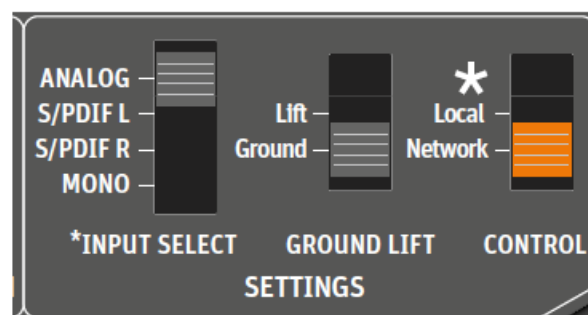 ANALOG
S/PDIF L
S/PDIF R
MONO
*INPUT SELECT
Lift
Ground
GROUND LIFT
*
Local
Network
CONTROL
SETTINGS